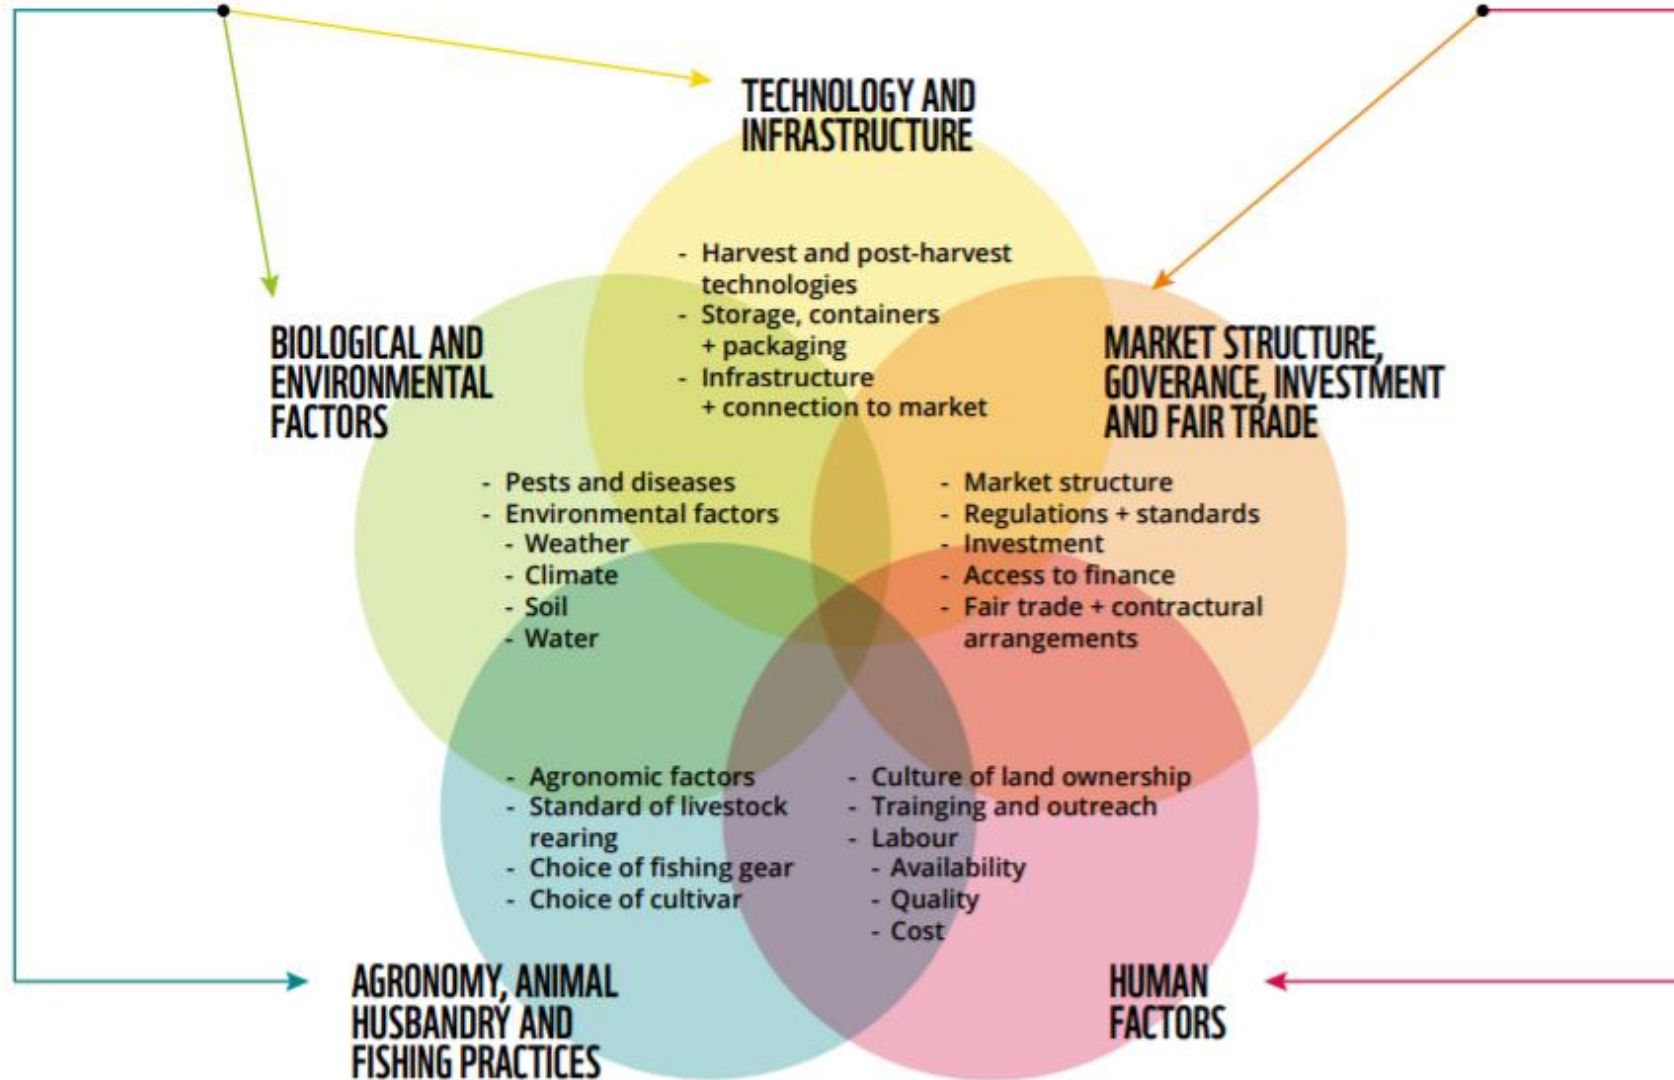 TECHNOLOGY AND
INFRASTRUCTURE
- Harvest and post-harvest
technologies
- Storage, containers
+ packaging
- Infrastructure
+ connection to market
BIOLOGICAL AND
ENVIRONMENTAL
FACTORS
- Pests and diseases
- Environmental factors
- Weather
- Climate
- Soil
- Water
MARKET STRUCTURE,
GOVERANCE, INVESTMENT
AND FAIR TRADE
- Market structure
- Regulations + standards
- Investment
- Access to finance
- Fair trade + contractural
arrangements
- Agronomic factors
- Standard of livestock
rearing
- Choice of fishing gear
- Choice of cultivar
AGRONOMY, ANIMAL
HUSBANDRY AND
FISHING PRACTICES
- Culture of land ownership
- Trainging and outreach
- Labour
- Availability
- Quality
- Cost
HUMAN
FACTORS